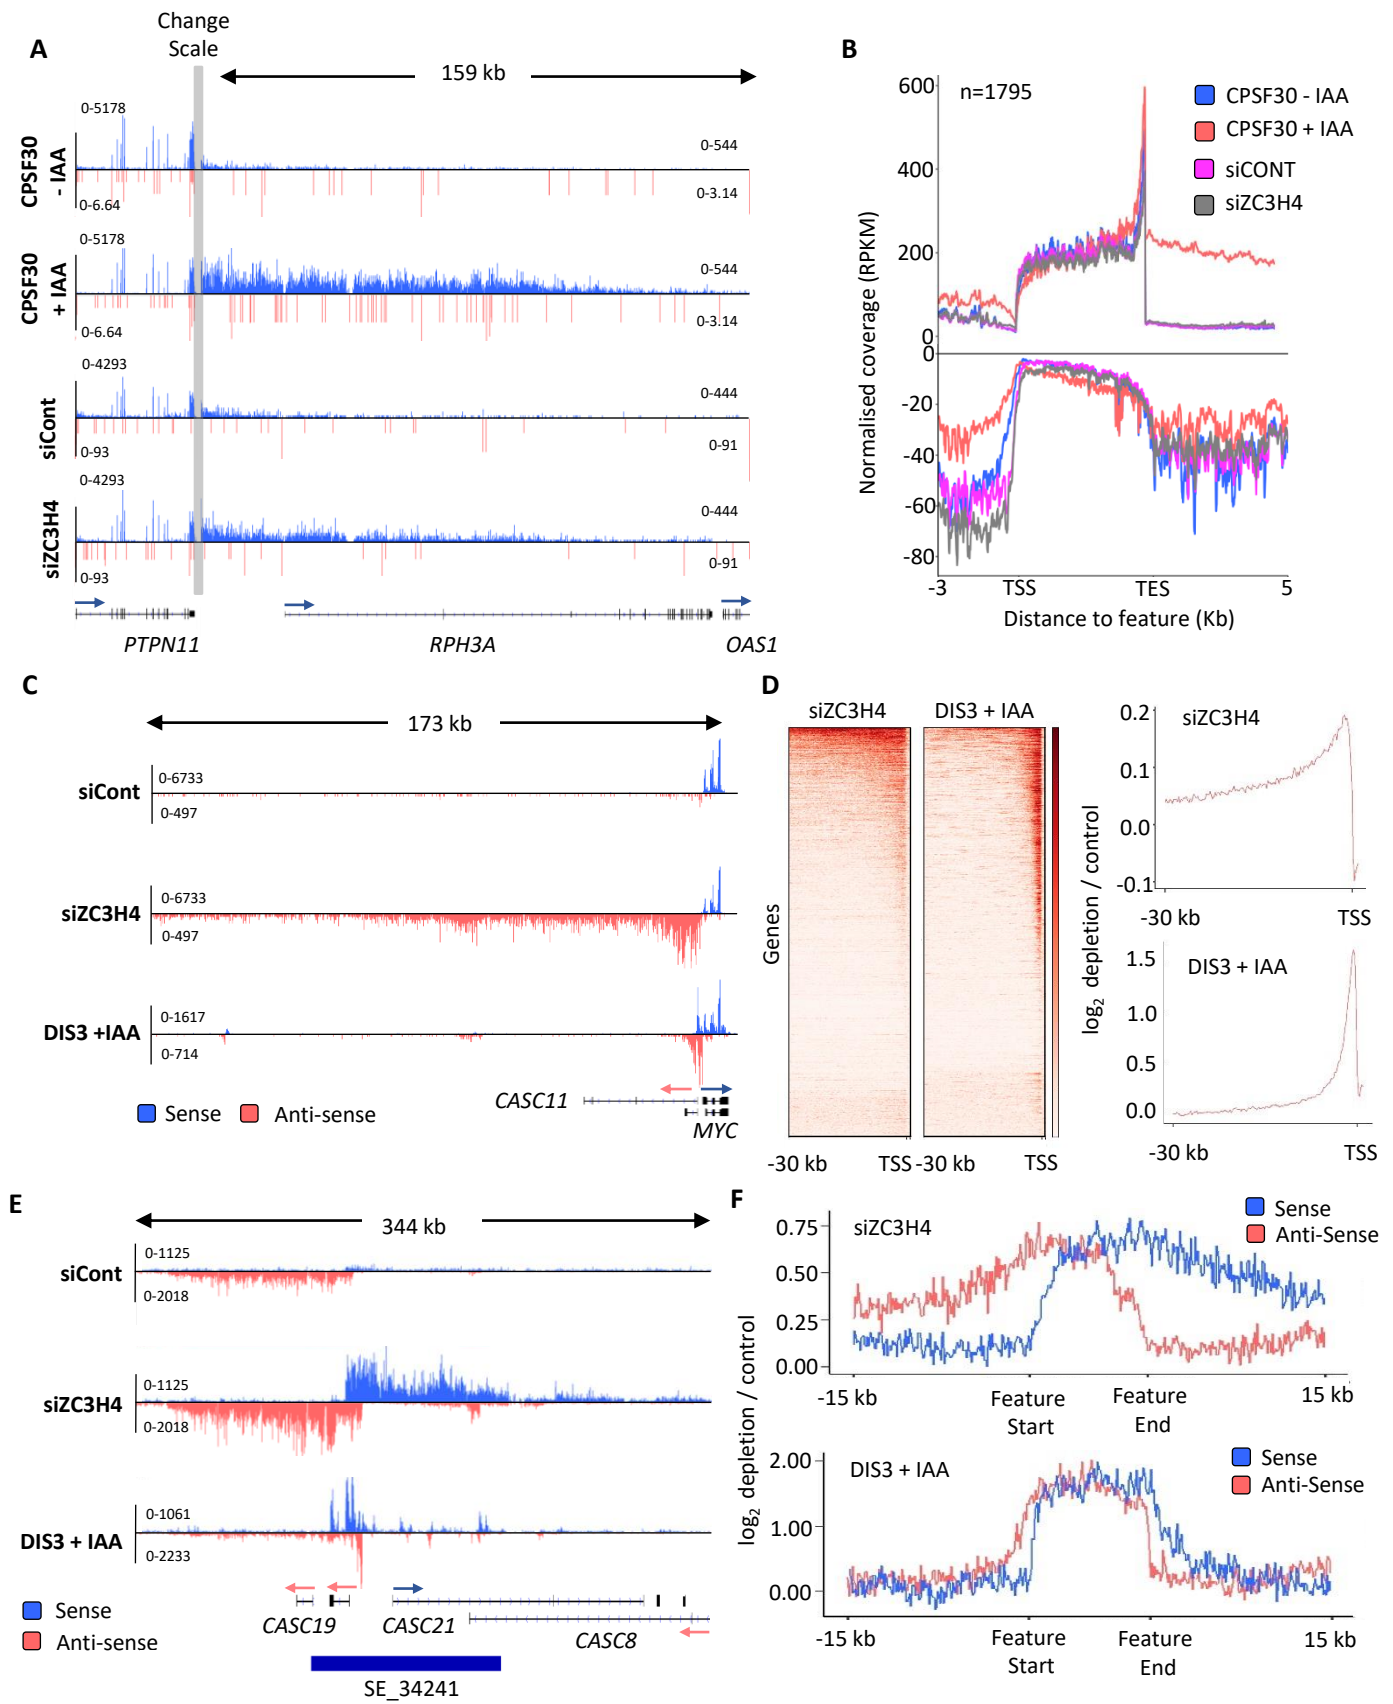 A
Change
Scale
159 kb
CPSF30
- IAA
0-5178
0-6.64
0-544
0-3.14
CPSF30
+ IAA
0-5178
0-6.64
0-544
0-3.14
siCont
0-4293
0-93
0-444
0-91
siZC3H4
0-4293
0-93
0-444
0-91
PTPN11
RPH3A
OAS1
B
n=1795
CPSF30 - IAA
CPSF30 + IAA
siCONT
siZC3H4
Normalised coverage (RPKM)
600
400
200
0
0
-20
-40
-60
-80
-3
TSS
TES
5
Distance to feature (Kb)
C
173 kb
siCont
0-6733
0-497
siZC3H4
0-6733
0-497
DIS3 +IAA
0-1617
0-714
CASC11
MYC
Sense
Anti-sense
D
siZC3H4
DIS3 + IAA
Genes
-30 kb
TSS
-30 kb
TSS
log2 depletion / control
siZC3H4
0.2
0.1
0.0
-0.1
-30 kb
TSS
DIS3 + IAA
1.5
1.0
0.5
0.0
-30 kb
TSS
E
344 kb
siCont
0-1125
0-2018
siZC3H4
0-1125
0-2018
DIS3 + IAA
0-1061
0-2233
CASC19
CASC21
CASC8
Sense
Anti-sense
SE_34241
F
siZC3H4
Sense
Anti-Sense
log2 depletion / control
0.75
0.50
0.25
0.00
-15 kb
Feature
Start
Feature
End
15 kb
DIS3 + IAA
Sense
Anti-Sense
2.00
1.00
0.00
-15 kb
Feature
Start
Feature
End
15 kb